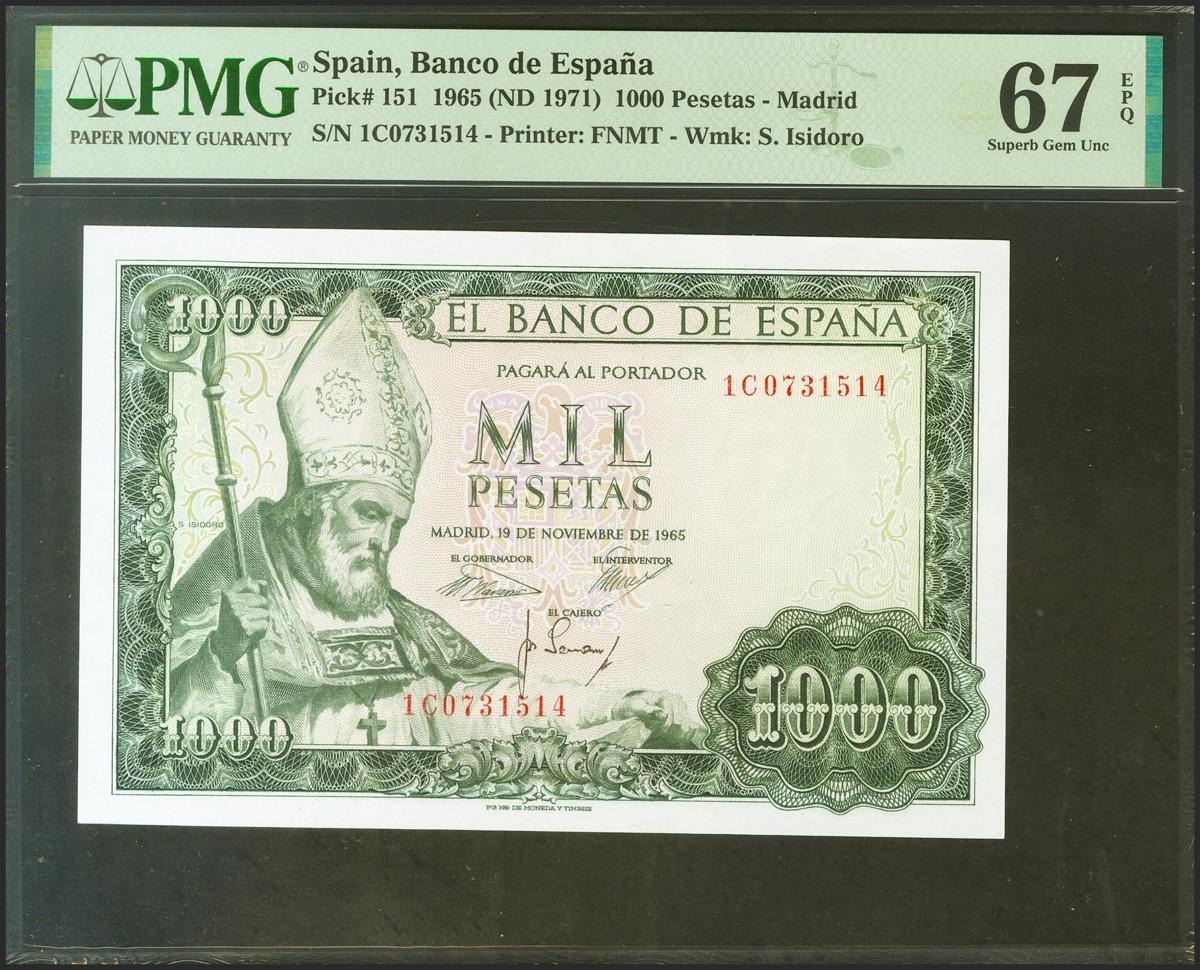 PMG®
PAPER MONEY GUARANTY
Spain, Banco de España
Pick# 151 1965 (ND 1971) 1000 Pesetas - Madrid
S/N 1C0731514 - Printer: FNMT - Wmk: S. Isidoro
67
EPQ
Superb Gem Unc
1000
EL BANCO DE ESPAÑA
PAGARÁ AL PORTADOR
1C0731514
MIL
PESETAS
S. ISIDORO
MADRID, 19 DE NOVIEMBRE DE 1965
EL GOBERNADOR
EL INTERVENTOR
EL CAJERO
1C0731514
1000
1000